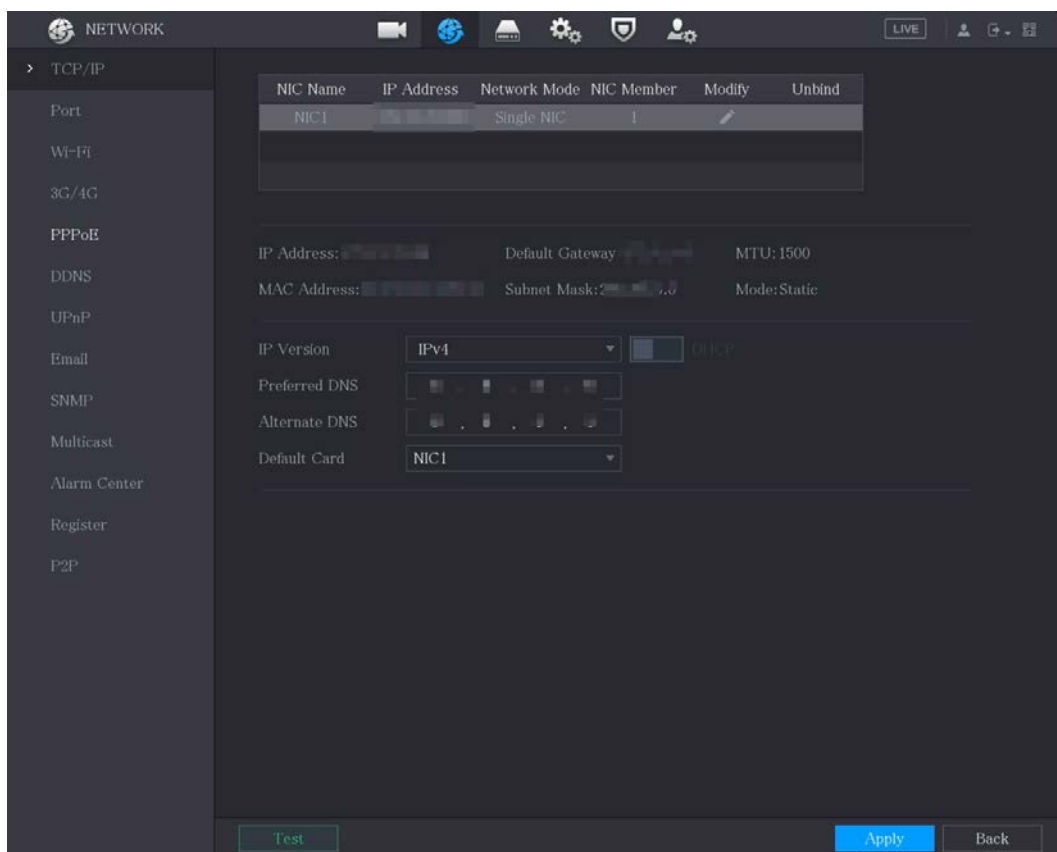 NETWORK
LIVE
TCP/IP
Port
Wi-Fi
3G/4G
PPPoE
DDNS
UPnP
Email
SNMP
Multicast
Alarm Center
Register
P2P
NIC Name IP Address Network Mode NIC Member Modify Unbind
NIC1 Single NIC 1
IP Address: Default Gateway MTU:1500
MAC Address: Subnet Mask: Mode:Static
IP Version IPv4 DHCP
Preferred DNS
Alternate DNS
Default Card NIC1
Test Apply Back